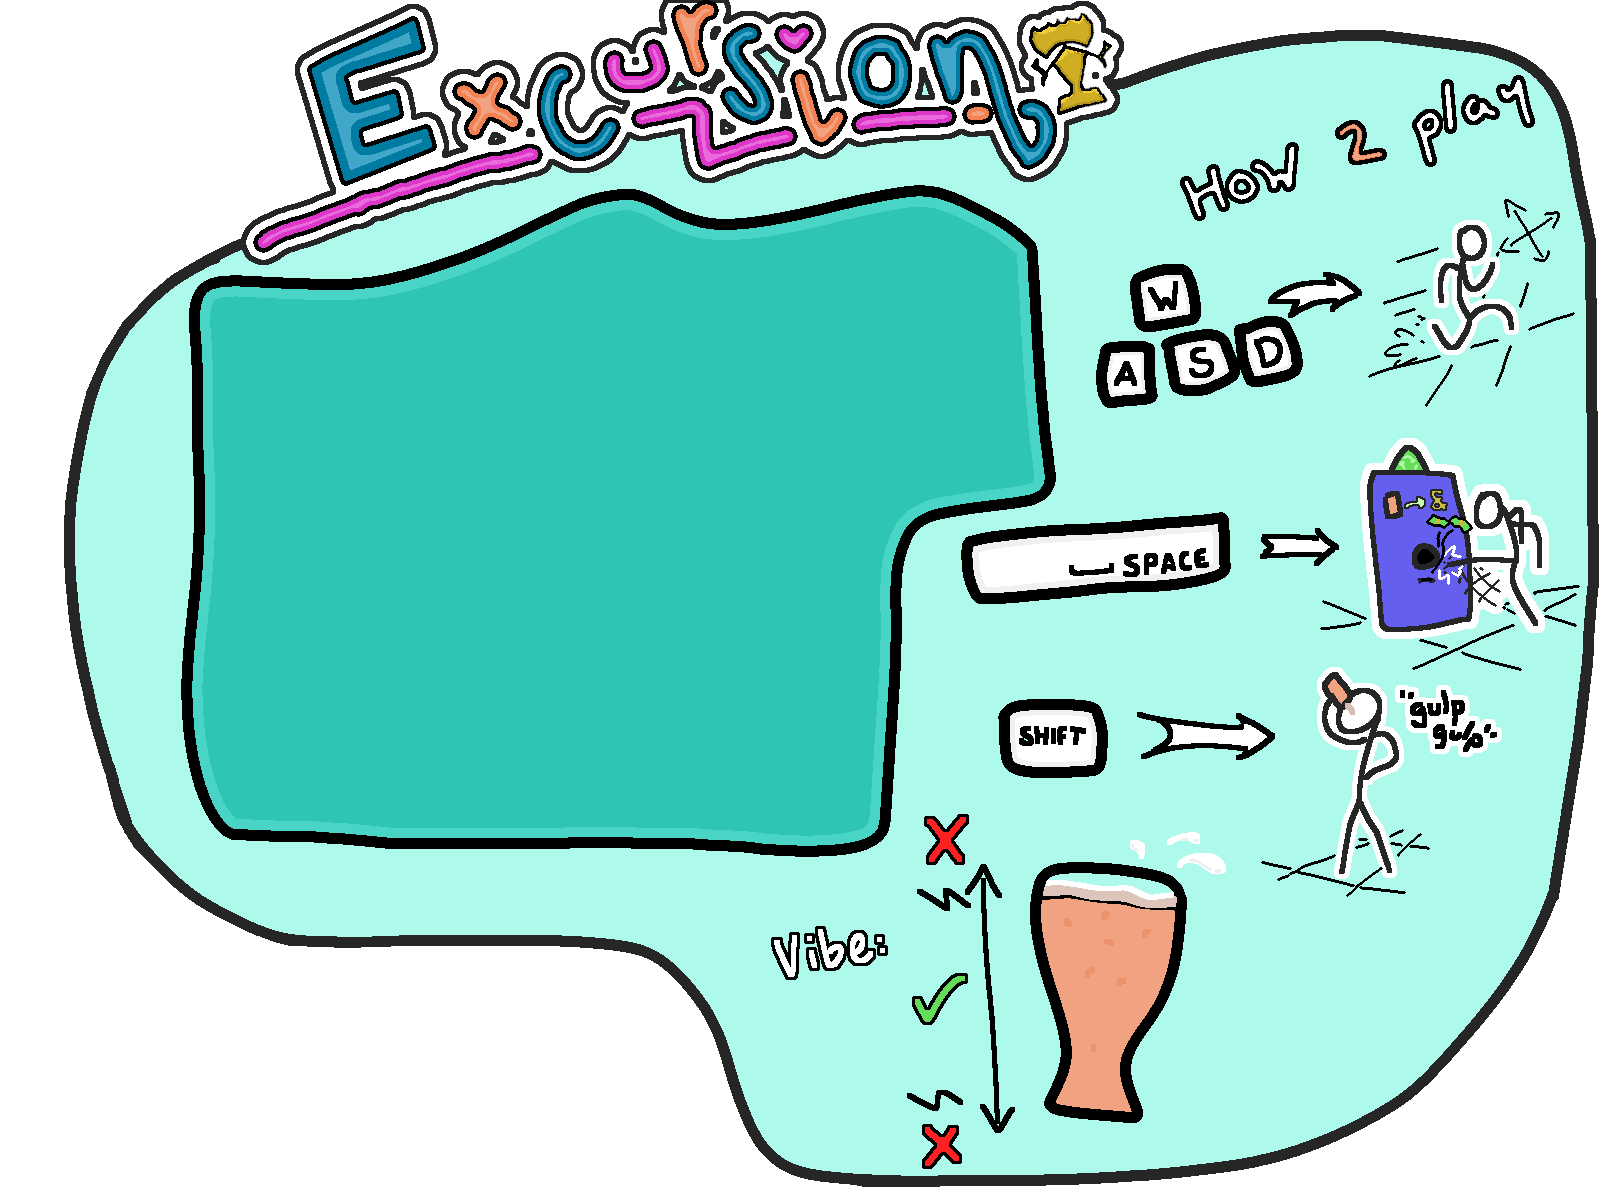 Excursion
How 2 play
W
A S D
SPACE
SHIFT
"gulp
gulp"
Vibe: